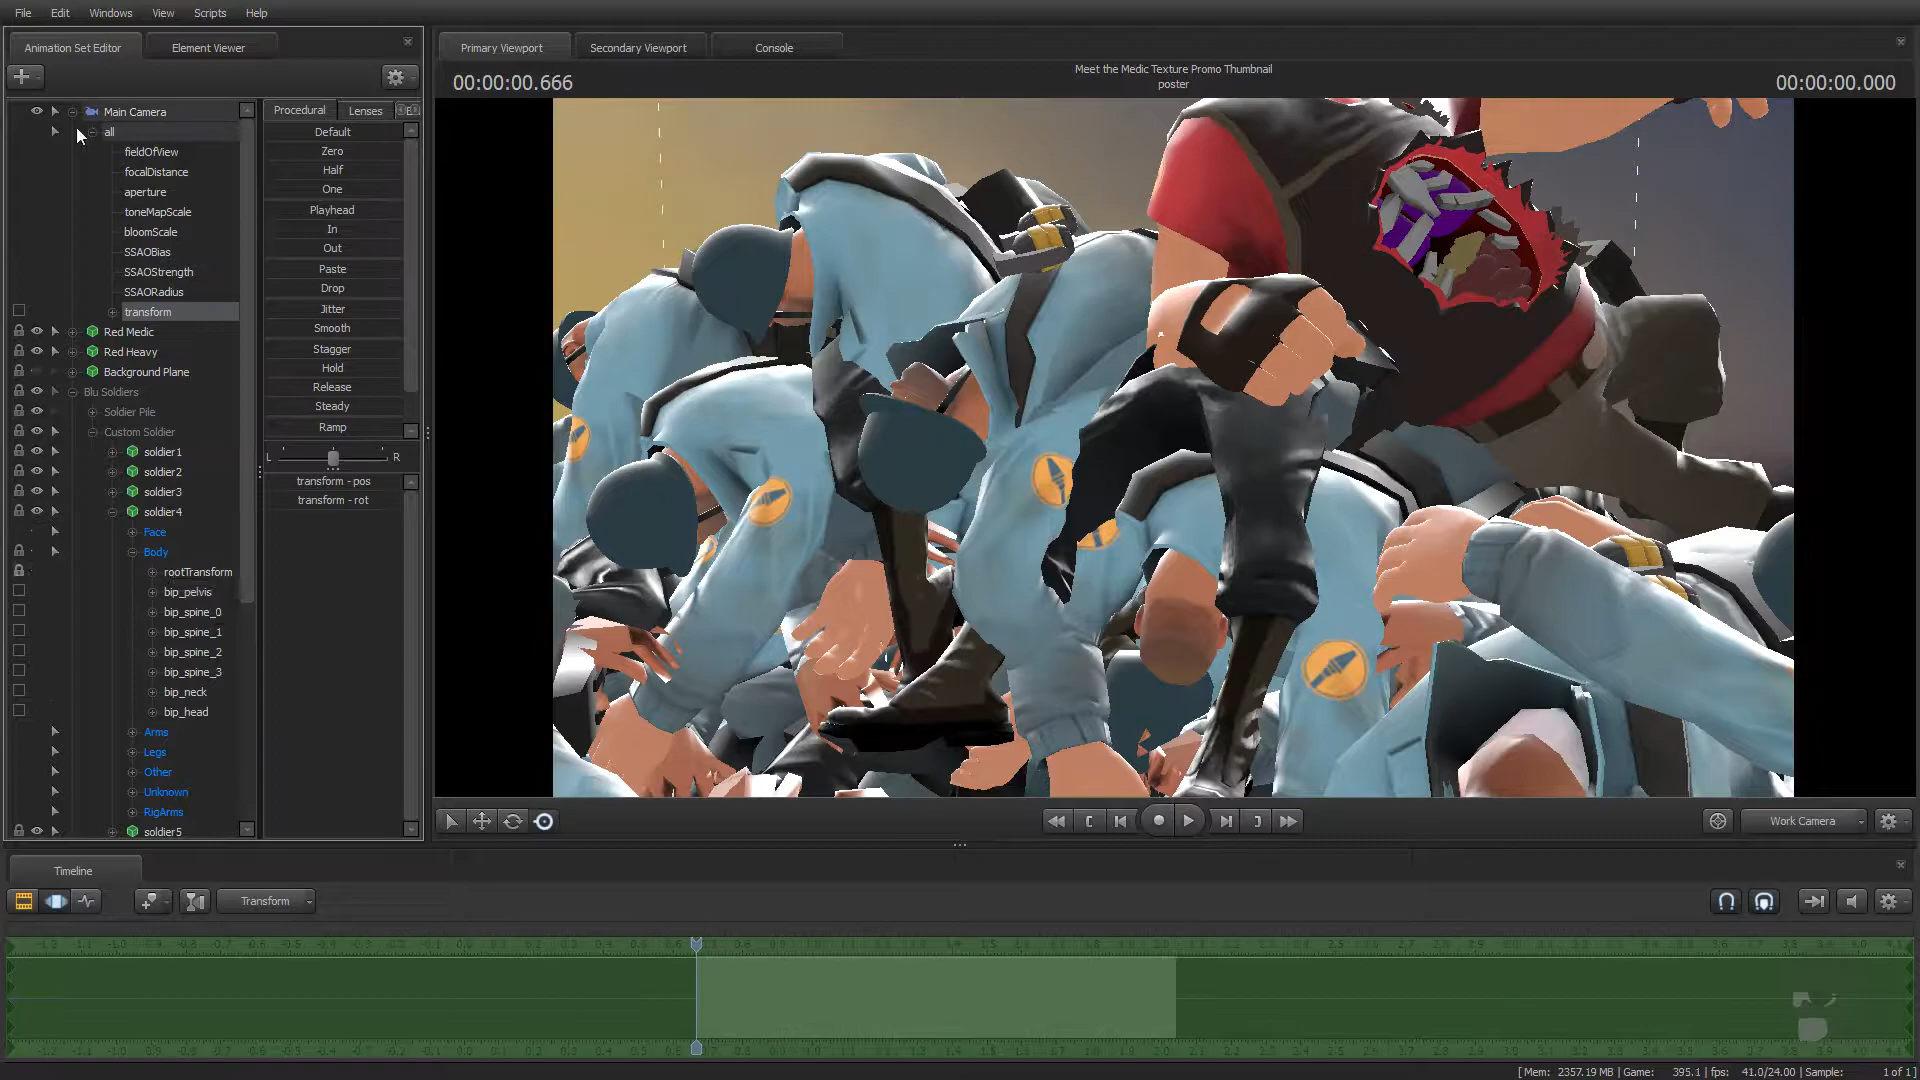 File Edit Windows View Scripts Help
Animation Set Editor Element Viewer
Primary Viewport Secondary Viewport Console
00:00:00.666
Meet the Medic Texture Promo Thumbnail
poster
00:00:00.000
Main Camera
all
fieldOfView
focalDistance
aperture
toneMapScale
bloomScale
SSAOBias
SSAOStrength
SSAORadius
transform
Red Medic
Red Heavy
Background Plane
Blu Soldiers
Soldier Pile
Custom Soldier
soldier1
soldier2
soldier3
soldier4
Face
Body
rootTransform
bip_pelvis
bip_spine_0
bip_spine_1
bip_spine_2
bip_spine_3
bip_neck
bip_head
Arms
Legs
Other
Unknown
RigArms
soldier5
Procedural Lenses
Default
Zero
Half
One
Playhead
In
Out
Paste
Drop
Jitter
Smooth
Stagger
Hold
Release
Steady
Ramp
L R
transform - pos
transform - rot
Work Camera
Timeline
Transform
[ Mem: 2357.19 MB | Game: 395.1 | fps: 41.0/24.00 | Sample: 1 of 1 ]